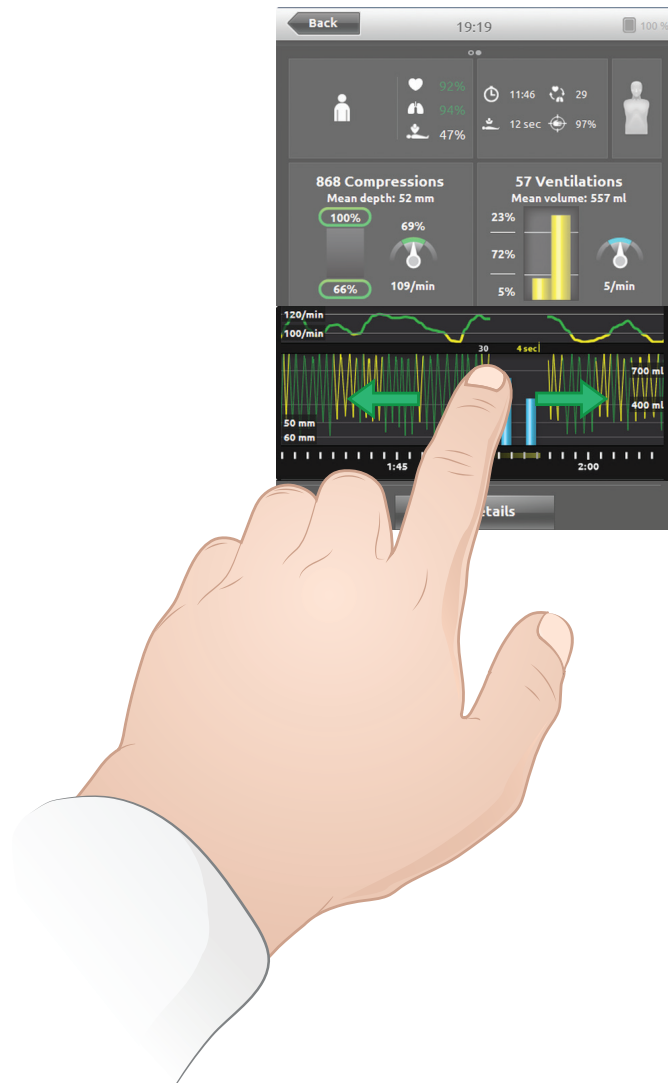 Back
19:19
100 %
92%
94%
47%
11:46
29
12 sec
97%
868 Compressions
Mean depth: 52 mm
100%
69%
66%
109/min
57 Ventilations
Mean volume: 557 ml
23%
72%
5%
5/min
120/min
100/min
30
4 sec
700 ml
400 ml
50 mm
60 mm
1:45
2:00
etails